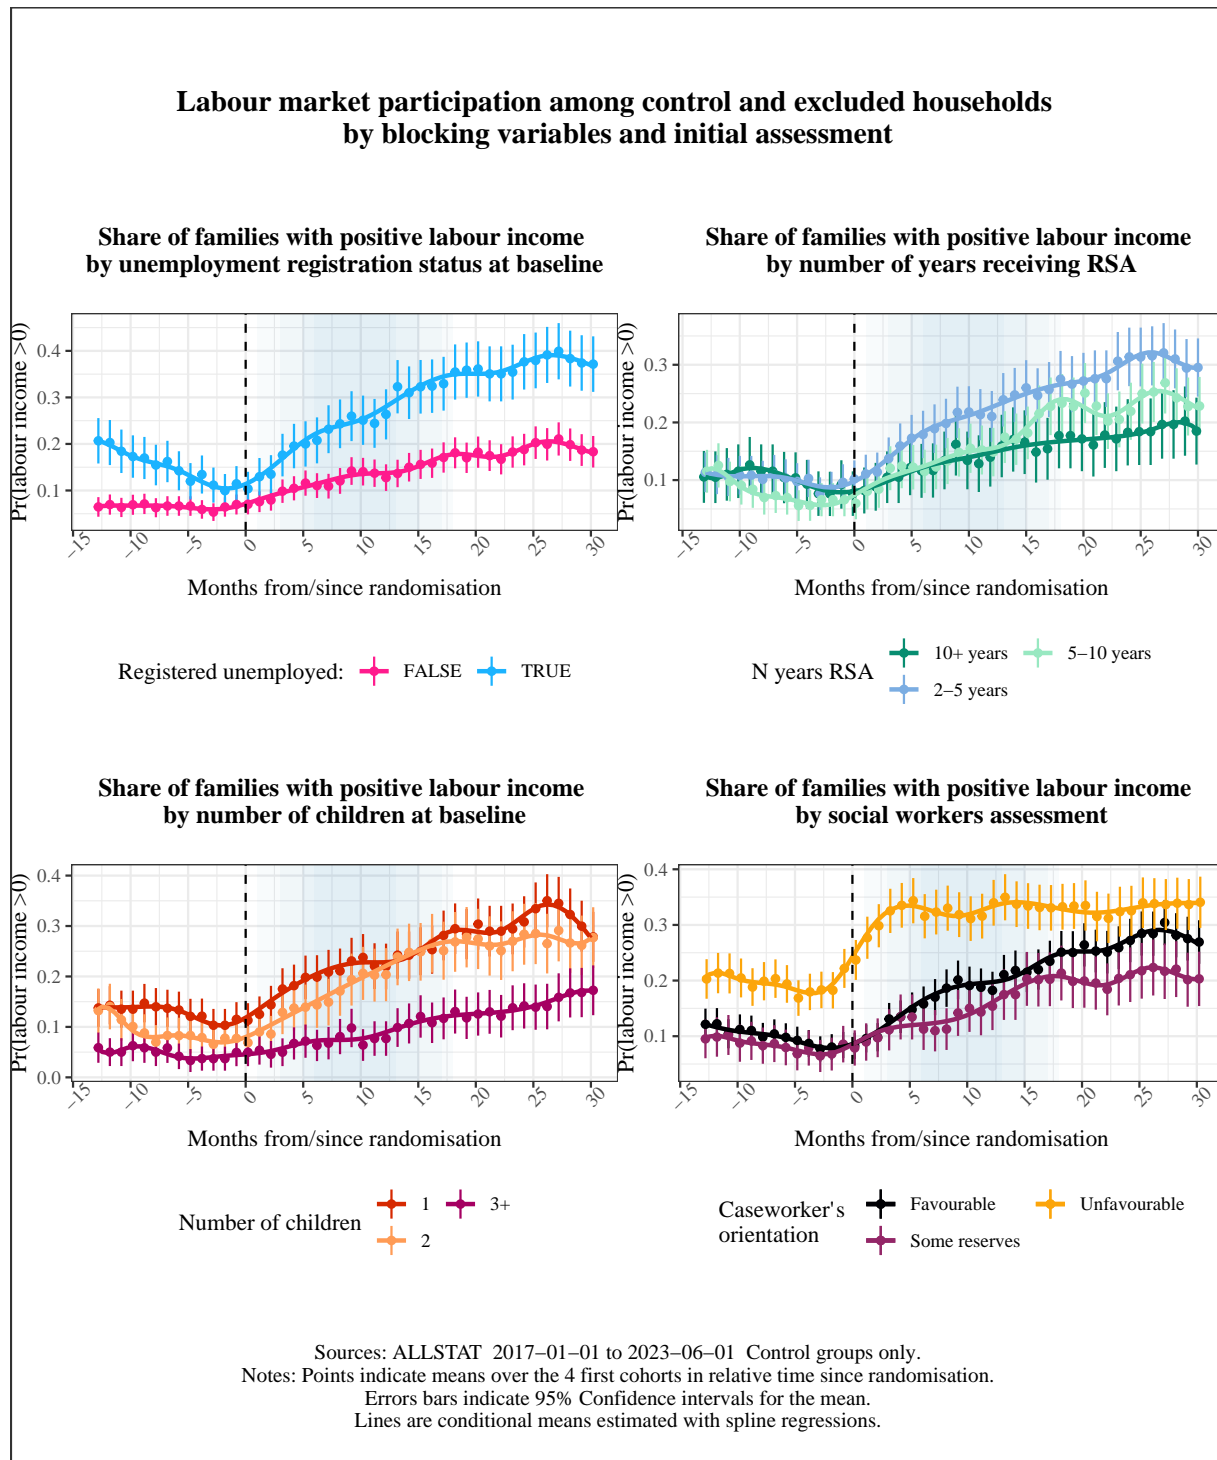 Labour market participation among control and excluded households
by blocking variables and initial assessment
Share of families with positive labour income
by unemployment registration status at baseline
Pr(labour income >0)
0.4
0.3
0.2
0.1
−15 −10 −5 0 5 10 15 20 25 30
Months from/since randomisation
Registered unemployed: FALSE TRUE
Share of families with positive labour income
by number of years receiving RSA
Pr(labour income >0)
0.3
0.2
0.1
−15 −10 −5 0 5 10 15 20 25 30
Months from/since randomisation
N years RSA
10+ years 5−10 years
2−5 years
Share of families with positive labour income
by number of children at baseline
Pr(labour income >0)
0.4
0.3
0.2
0.1
0.0
−15 −10 −5 0 5 10 15 20 25 30
Months from/since randomisation
Number of children
1 3+
2
Share of families with positive labour income
by social workers assessment
Pr(labour income >0)
0.4
0.3
0.2
0.1
−15 −10 −5 0 5 10 15 20 25 30
Months from/since randomisation
Caseworker's
orientation
Favourable Unfavourable
Some reserves
Sources: ALLSTAT 2017−01−01 to 2023−06−01 Control groups only.
Notes: Points indicate means over the 4 first cohorts in relative time since randomisation.
Errors bars indicate 95% Confidence intervals for the mean.
Lines are conditional means estimated with spline regressions.